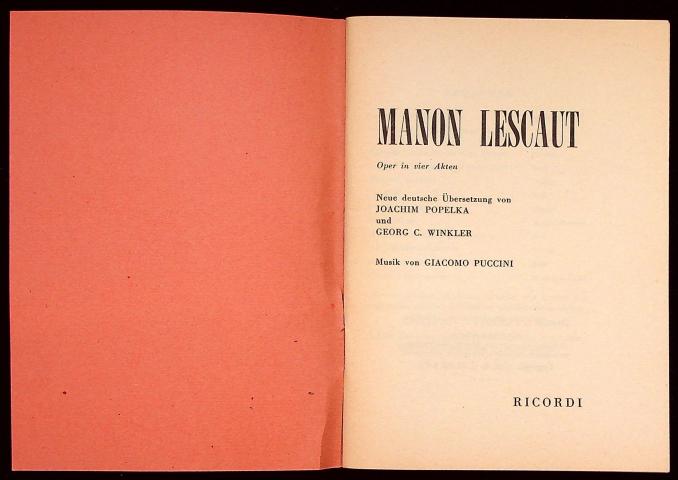 MANON LESCAUT
Oper in vier Akten
Neue deutsche Übersetzung von
JOACHIM POPELKA
und
GEORG C. WINKLER
Musik von GIACOMO PUCCINI
RICORDI